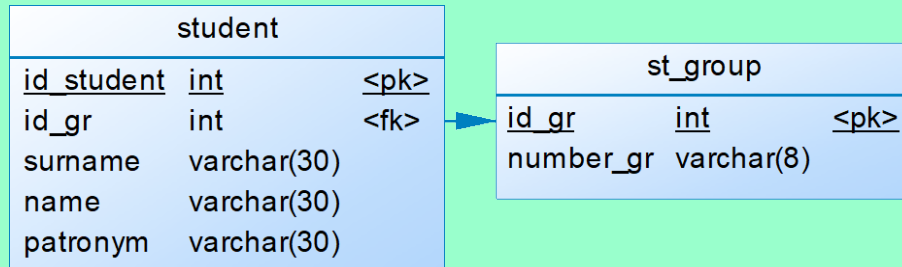 student
id_student int <pk>
id_gr int <fk>
surname varchar(30)
name varchar(30)
patronym varchar(30)
st_group
id_gr int <pk>
number_gr varchar(8)